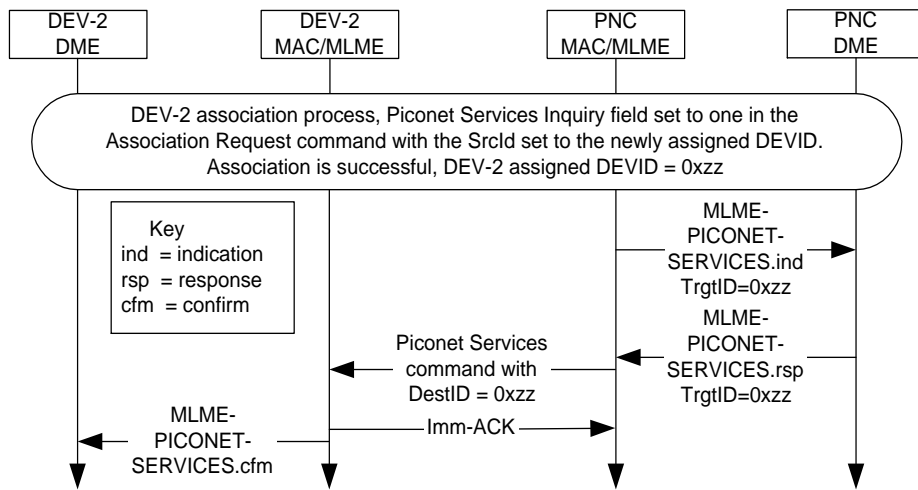 DEV-2
DME
DEV-2
MAC/MLME
PNC
MAC/MLME
PNC
DME
DEV-2 association process, Piconet Services Inquiry field set to one in the
Association Request command with the SrcId set to the newly assigned DEVID.
Association is successful, DEV-2 assigned DEVID = 0xzz
Key
ind = indication
rsp = response
cfm = confirm
MLME-
PICONET-
SERVICES.ind
TrgtID=0xzz
MLME-
PICONET-
SERVICES.rsp
TrgtID=0xzz
Piconet Services
command with
DestID = 0xzz
Imm-ACK
MLME-
PICONET-
SERVICES.cfm